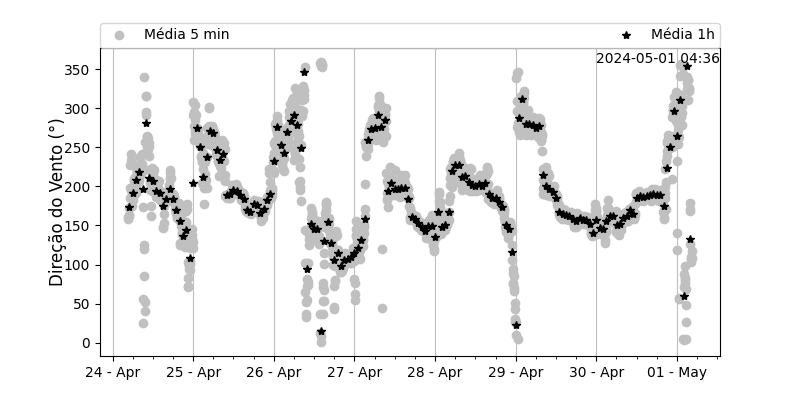 Média 5 min
Média 1h
2024-05-01 04:36
Direção do Vento (°)
350
300
250
200
150
100
50
0
24 - Apr
25 - Apr
26 - Apr
27 - Apr
28 - Apr
29 - Apr
30 - Apr
01 - May